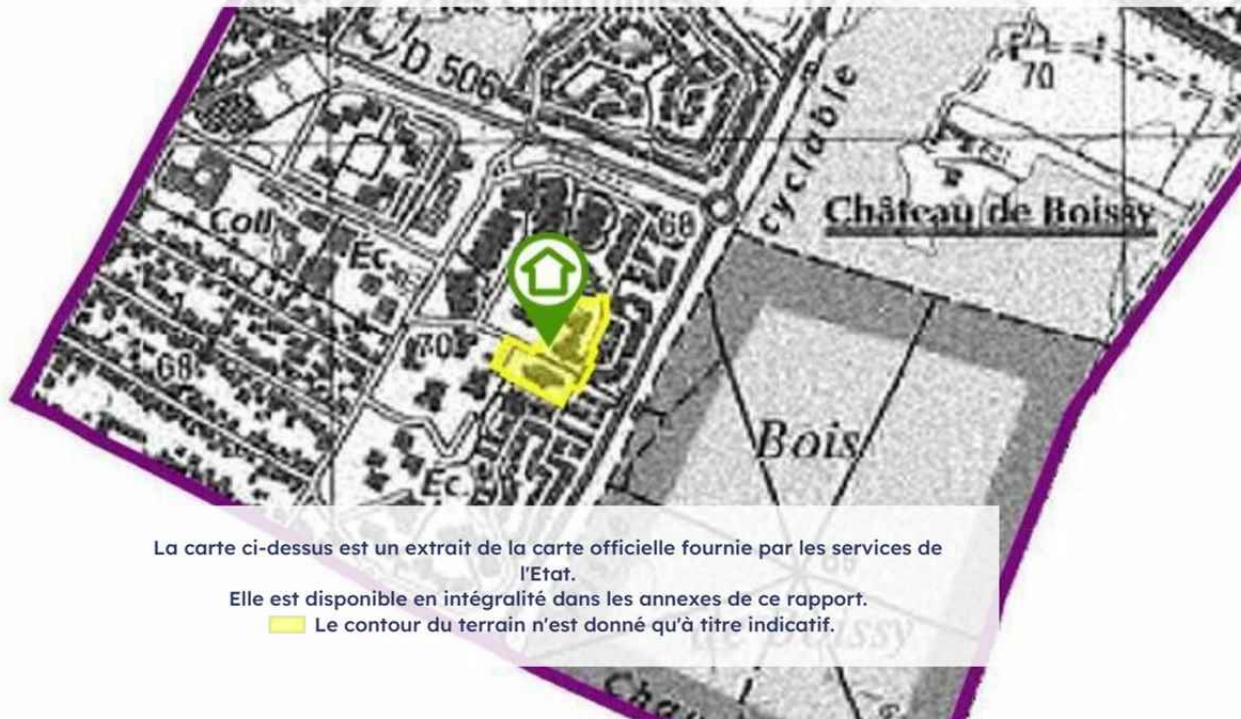 D 506
70
cyclable
Château de Boissy
Coll
Ec.
68
70
68
Bois
Ec.
La carte ci-dessus est un extrait de la carte officielle fournie par les services de
l'Etat.
Elle est disponible en intégralité dans les annexes de ce rapport.
Le contour du terrain n'est donné qu'à titre indicatif.
de Boissy